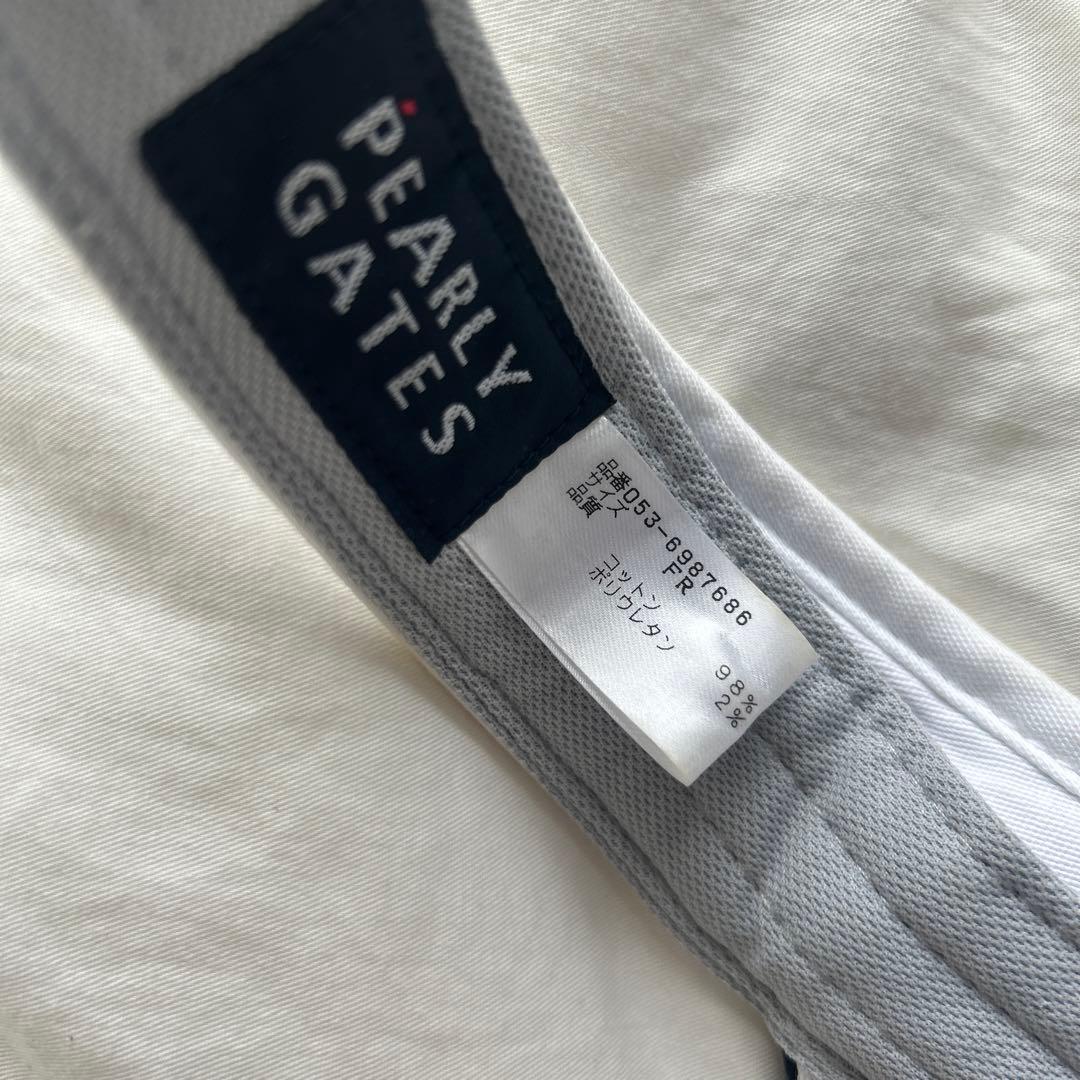 PEARLY
GATES
品番053-6987686
サイズ FR
品質
コットン 98%
ポリウレタン 2%